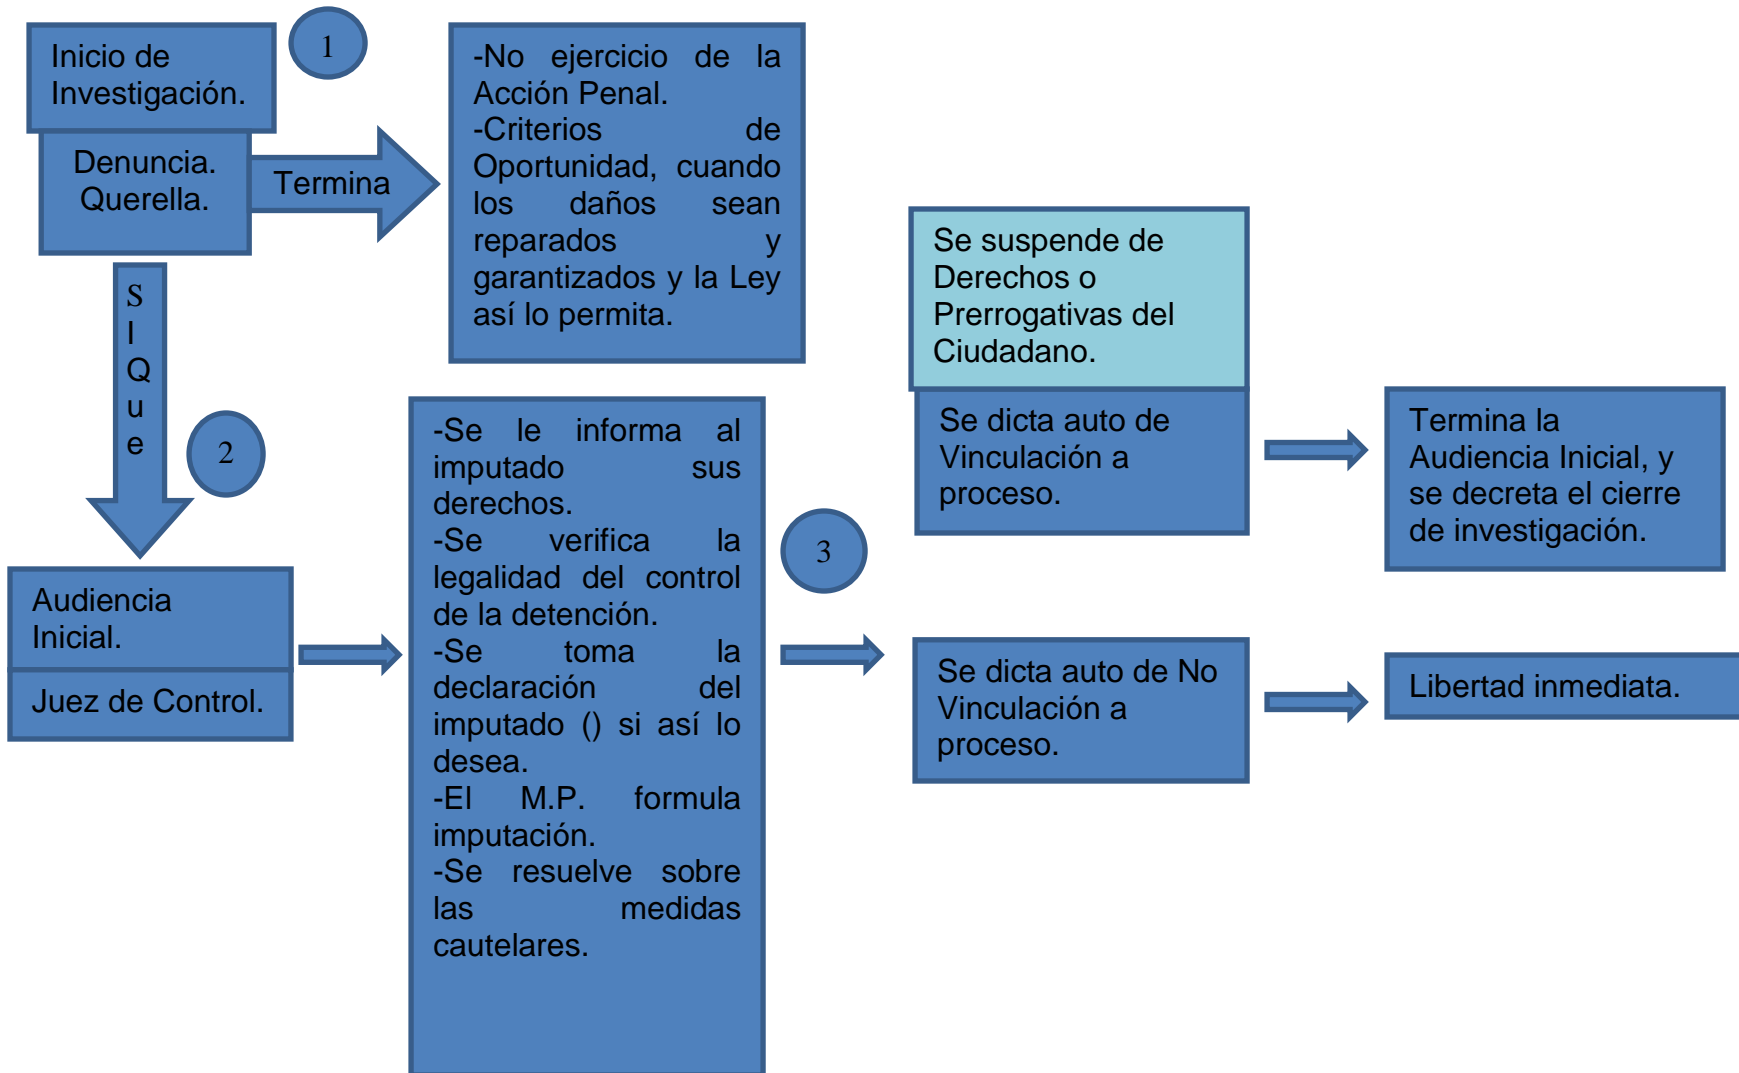 Inicio de
Investigación.
1
Denuncia.
Querella.
Termina
-No ejercicio de la
Acción Penal.
-Criterios de
Oportunidad, cuando
los daños sean
reparados y
garantizados y la Ley
así lo permita.
S
I
Q
u
e
2
Audiencia
Inicial.
Juez de Control.
-Se le informa al
imputado sus
derechos.
-Se verifica la
legalidad del control
de la detención.
-Se toma la
declaración del
imputado () si así lo
desea.
-El M.P. formula
imputación.
-Se resuelve sobre
las medidas
cautelares.
3
Se suspende de
Derechos o
Prerrogativas del
Ciudadano.
Se dicta auto de
Vinculación a
proceso.
Termina la
Audiencia Inicial, y
se decreta el cierre
de investigación.
Se dicta auto de No
Vinculación a
proceso.
Libertad inmediata.